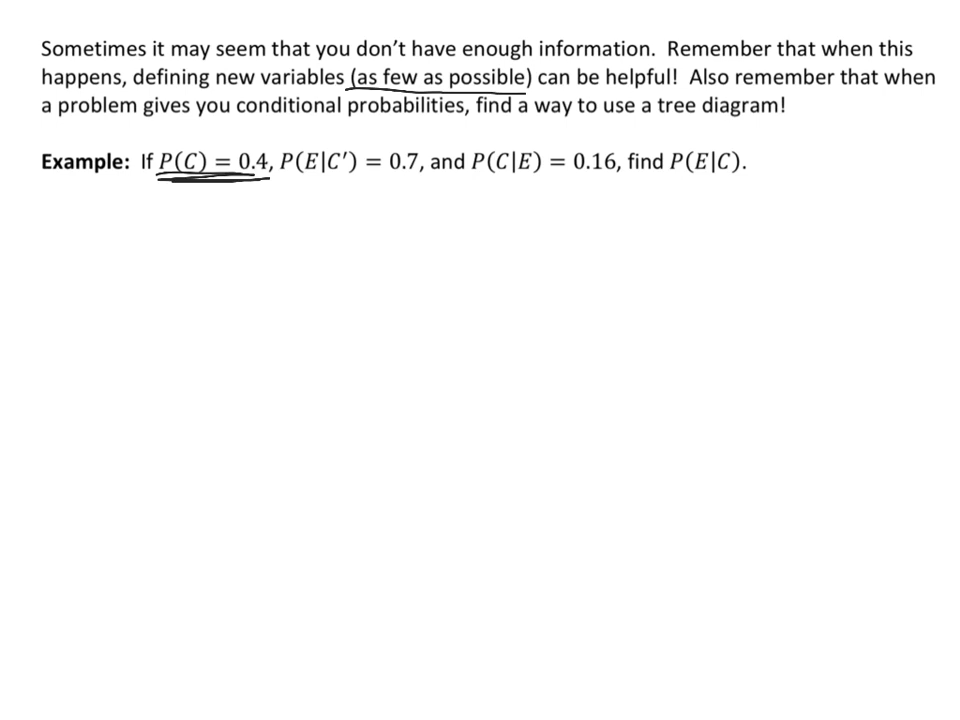 Sometimes it may seem that you don’t have enough information.  Remember that when this
happens, defining new variables (as few as possible) can be helpful!  Also remember that when
a problem gives you conditional probabilities, find a way to use a tree diagram!
Example:  If P(C) = 0.4, P(E|C′) = 0.7, and P(C|E) = 0.16, find P(E|C).